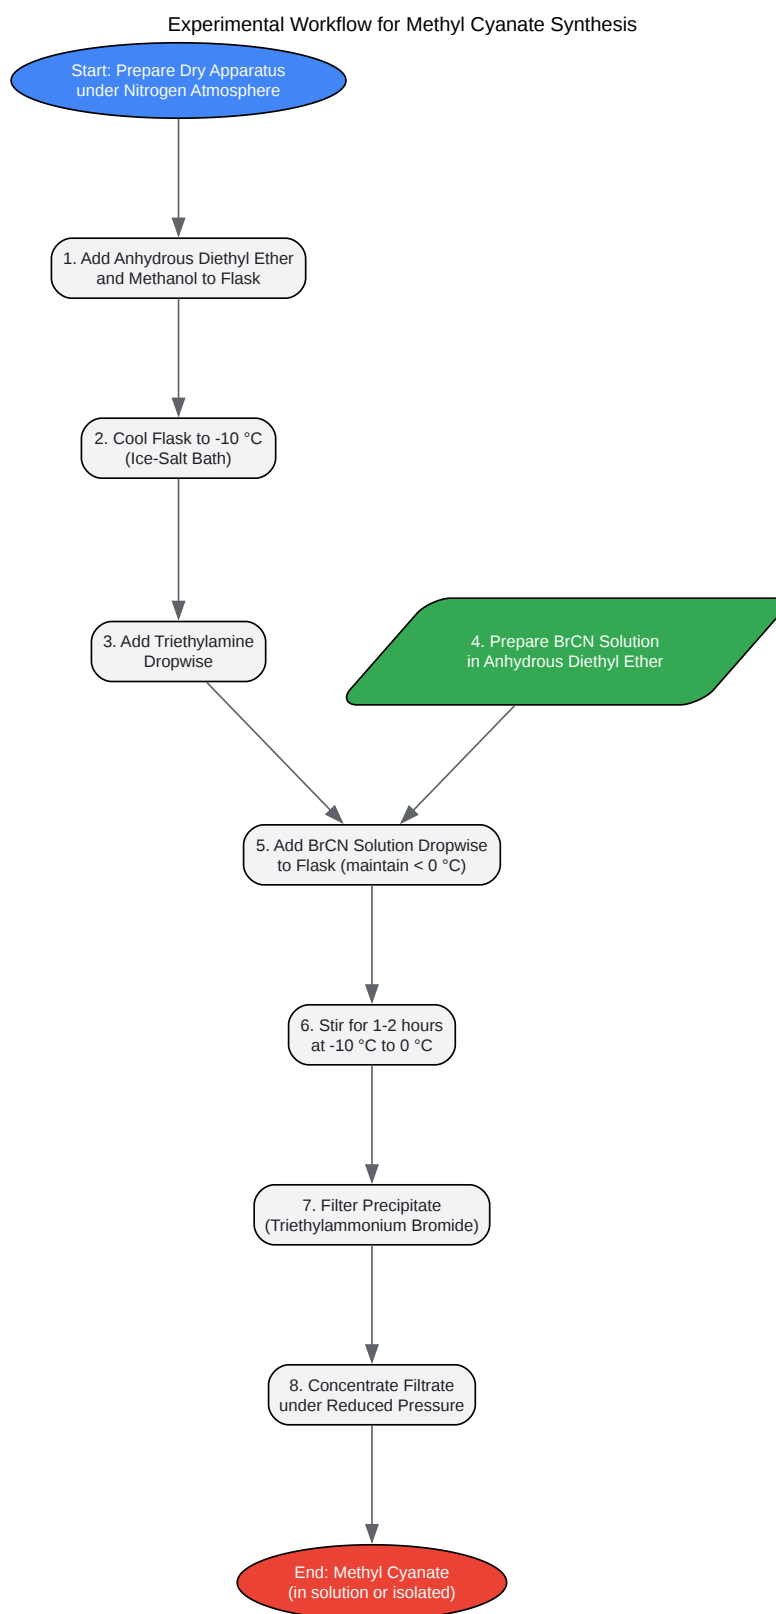 Experimental Workflow for Methyl Cyanate Synthesis
Start: Prepare Dry Apparatus
under Nitrogen Atmosphere
1. Add Anhydrous Diethyl Ether
and Methanol to Flask
2. Cool Flask to -10 °C
(Ice-Salt Bath)
3. Add Triethylamine
Dropwise
4. Prepare BrCN Solution
in Anhydrous Diethyl Ether
5. Add BrCN Solution Dropwise
to Flask (maintain < 0 °C)
6. Stir for 1-2 hours
at -10 °C to 0 °C
7. Filter Precipitate
(Triethylammonium Bromide)
8. Concentrate Filtrate
under Reduced Pressure
End: Methyl Cyanate
(in solution or isolated)